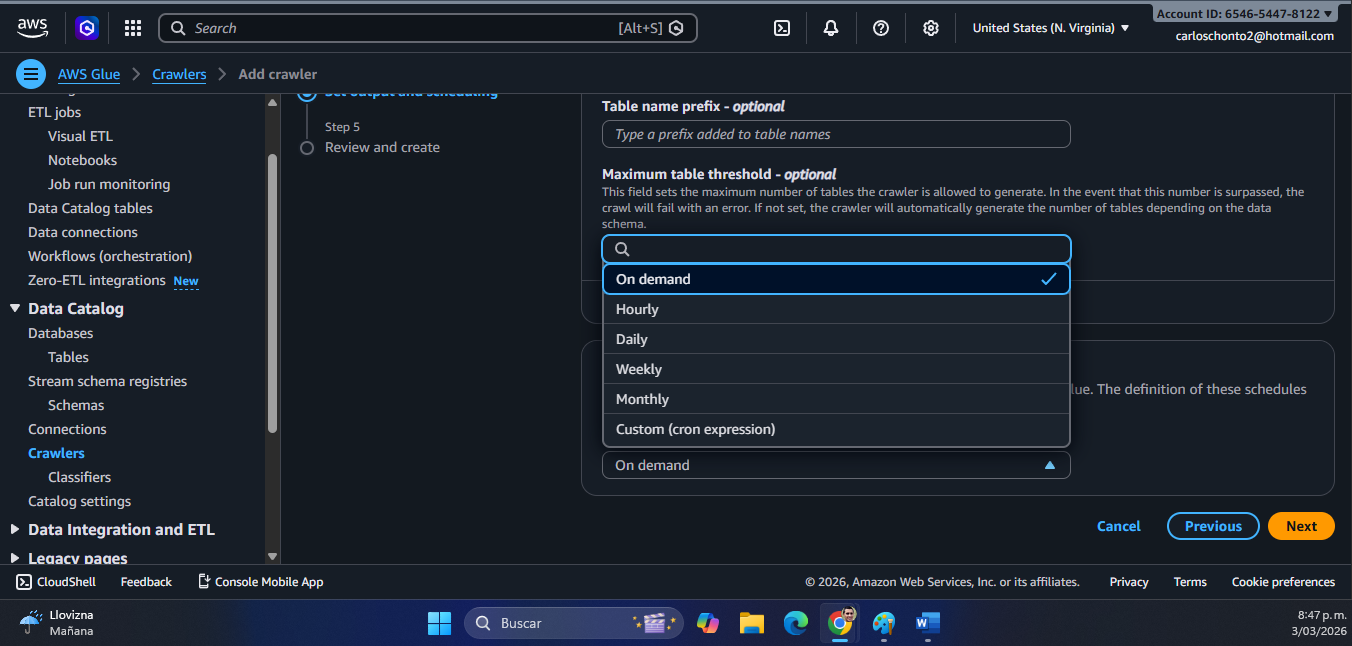 aws
Search
[Alt+S]
United States (N. Virginia)
Account ID: 6546-5447-8122
carloschonto2@hotmail.com
AWS Glue
Crawlers
Add crawler
ETL jobs
Visual ETL
Notebooks
Job run monitoring
Data Catalog tables
Data connections
Workflows (orchestration)
Zero-ETL integrations New
Data Catalog
Databases
Tables
Stream schema registries
Schemas
Connections
Crawlers
Classifiers
Catalog settings
Data Integration and ETL
Legacy pages
Set output and scheduling
Step 5
Review and create
Table name prefix - optional
Type a prefix added to table names
Maximum table threshold - optional
This field sets the maximum number of tables the crawler is allowed to generate. In the event that this number is surpassed, the
crawl will fail with an error. If not set, the crawler will automatically generate the number of tables depending on the data
schema.
On demand
Hourly
Daily
Weekly
Monthly
Custom (cron expression)
lue. The definition of these schedules
On demand
Cancel
Previous
Next
CloudShell
Feedback
Console Mobile App
© 2026, Amazon Web Services, Inc. or its affiliates.
Privacy
Terms
Cookie preferences
Llovizna
Mañana
Buscar
8:47 p. m.
3/03/2026